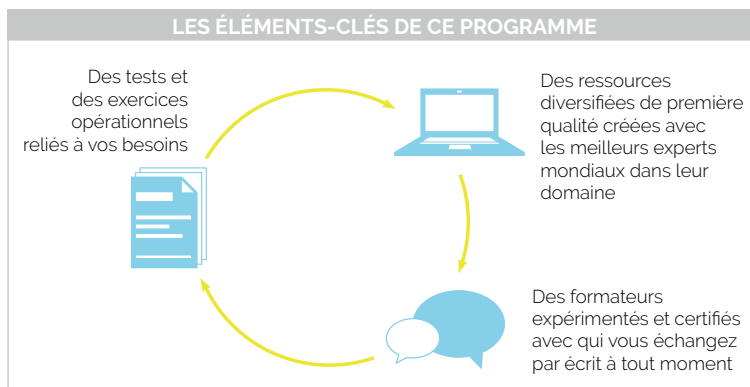 LES ÉLÉMENTS-CLÉS DE CE PROGRAMME
Des tests et
des exercices
opérationnels
reliés à vos besoins
Des ressources
diversifiées de première
qualité créées avec
les meilleurs experts
mondiaux dans leur
domaine
Des formateurs
expérimentés et certifiés
avec qui vous échangez
par écrit à tout moment